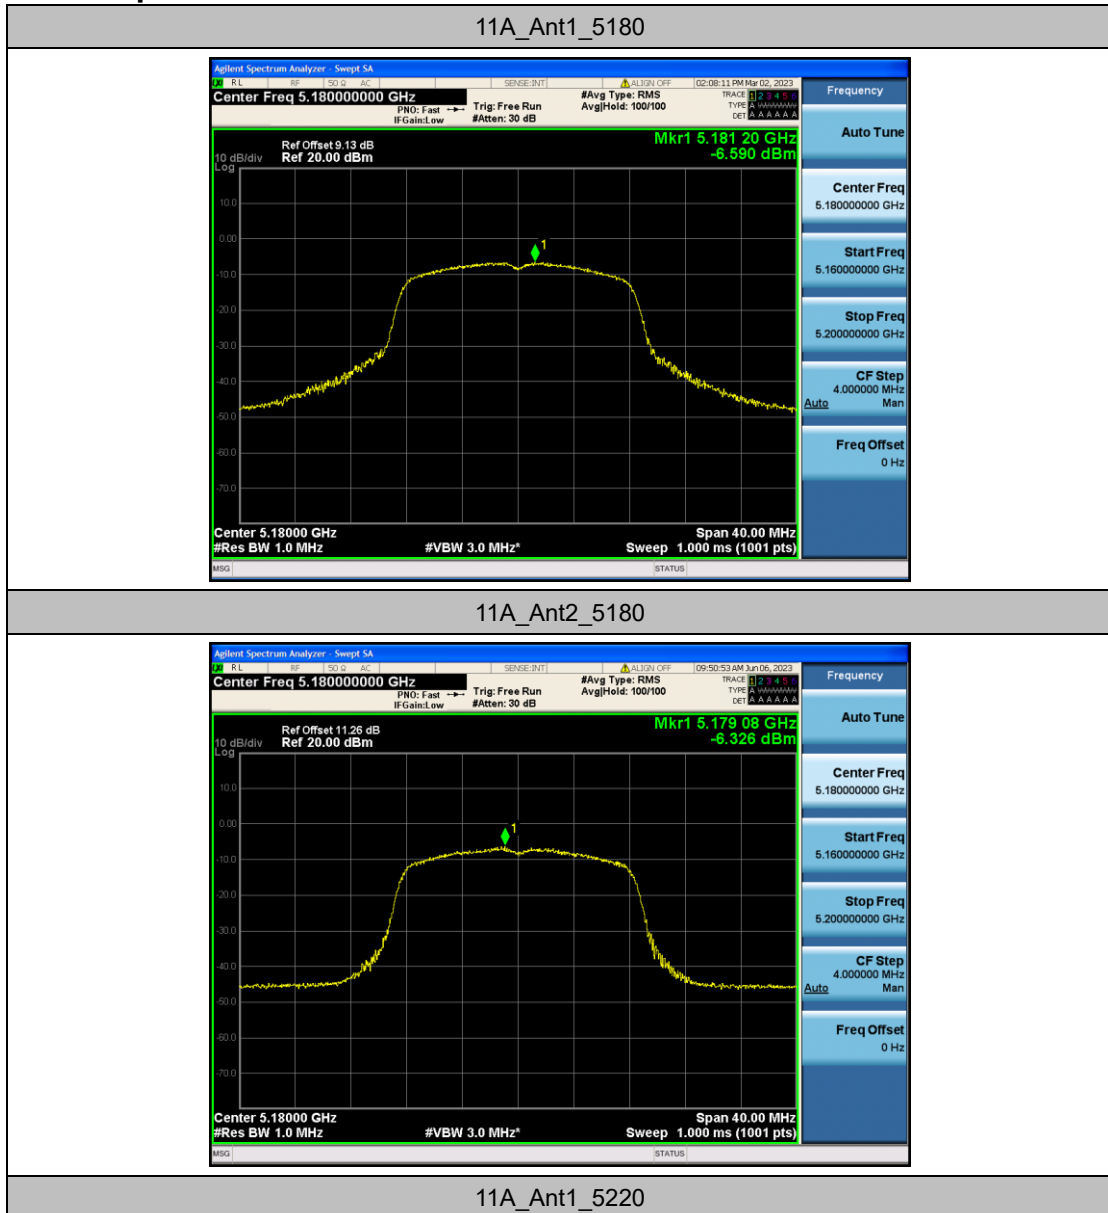 11A_Ant1_5180
Agilent Spectrum Analyzer - Swept SA
RL RF 50 Ω AC SENSE:INT ALIGN OFF 02:08:11 PM Mar 02, 2023
Center Freq 5.180000000 GHz #Avg Type: RMS TRACE 1 2 3 4 5 6
PNO: Fast Trig: Free Run Avg|Hold: 100/100 TYPE A WWWWW
IFGain:Low #Atten: 30 dB DET A A A A A A
Mkr1 5.181 20 GHz
-6.590 dBm
Ref Offset 9.13 dB
10 dB/div Ref 20.00 dBm
Log
10.0
0.00
-10.0
-20.0
-30.0
-40.0
-50.0
-60.0
-70.0
1
Center 5.18000 GHz Span 40.00 MHz
#Res BW 1.0 MHz #VBW 3.0 MHz* Sweep 1.000 ms (1001 pts)
MSG STATUS
Frequency
Auto Tune
Center Freq
5.180000000 GHz
Start Freq
5.160000000 GHz
Stop Freq
5.200000000 GHz
CF Step
4.000000 MHz
Auto Man
Freq Offset
0 Hz
11A_Ant2_5180
Agilent Spectrum Analyzer - Swept SA
RL RF 50 Ω AC SENSE:INT ALIGN OFF 09:50:53 AM Jun 06, 2023
Center Freq 5.180000000 GHz #Avg Type: RMS TRACE 1 2 3 4 5 6
PNO: Fast Trig: Free Run Avg|Hold: 100/100 TYPE A WWWWW
IFGain:Low #Atten: 30 dB DET A A A A A A
Mkr1 5.179 08 GHz
-6.326 dBm
Ref Offset 11.26 dB
10 dB/div Ref 20.00 dBm
Log
10.0
0.00
-10.0
-20.0
-30.0
-40.0
-50.0
-60.0
-70.0
1
Center 5.18000 GHz Span 40.00 MHz
#Res BW 1.0 MHz #VBW 3.0 MHz* Sweep 1.000 ms (1001 pts)
MSG STATUS
Frequency
Auto Tune
Center Freq
5.180000000 GHz
Start Freq
5.160000000 GHz
Stop Freq
5.200000000 GHz
CF Step
4.000000 MHz
Auto Man
Freq Offset
0 Hz
11A_Ant1_5220